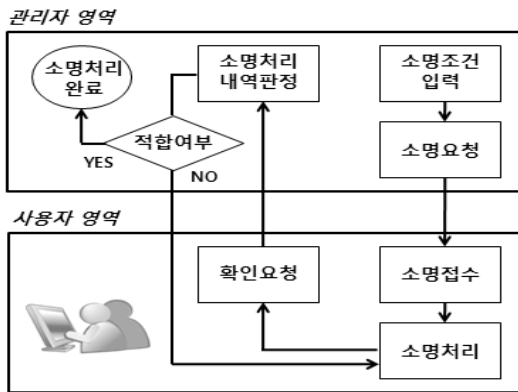 관리자 영역
소명처리
완료
소명처리
내역판정
소명조건
입력
적합여부
YES
NO
소명요청
사용자 영역
확인요청
소명접수
소명처리